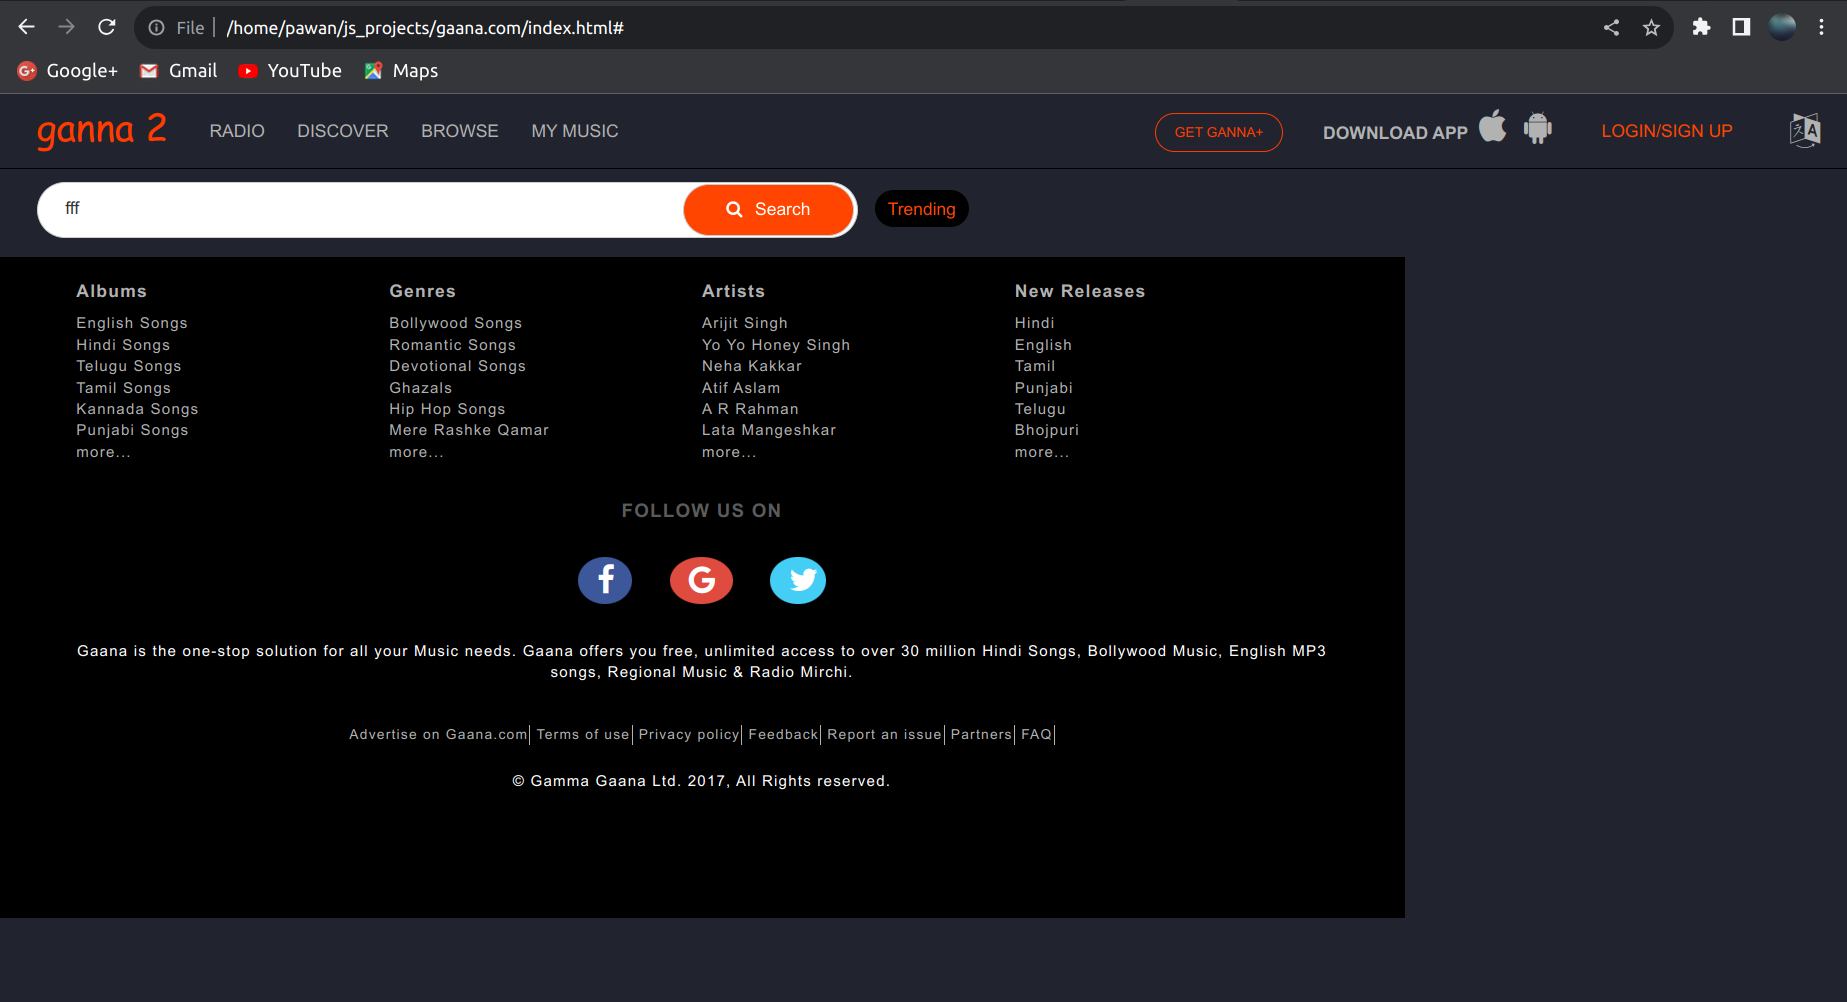 File | /home/pawan/js_projects/gaana.com/index.html#
Google+ Gmail YouTube Maps
ganna 2 RADIO DISCOVER BROWSE MY MUSIC GET GANNA+ DOWNLOAD APP LOGIN/SIGN UP
fff Search Trending
Albums Genres Artists New Releases
English Songs Bollywood Songs Arijit Singh Hindi
Hindi Songs Romantic Songs Yo Yo Honey Singh English
Telugu Songs Devotional Songs Neha Kakkar Tamil
Tamil Songs Ghazals Atif Aslam Punjabi
Kannada Songs Hip Hop Songs A R Rahman Telugu
Punjabi Songs Mere Rashke Qamar Lata Mangeshkar Bhojpuri
more... more... more... more...
FOLLOW US ON
Gaana is the one-stop solution for all your Music needs. Gaana offers you free, unlimited access to over 30 million Hindi Songs, Bollywood Music, English MP3
songs, Regional Music & Radio Mirchi.
Advertise on Gaana.com| Terms of use| Privacy policy| Feedback| Report an issue| Partners| FAQ|
© Gamma Gaana Ltd. 2017, All Rights reserved.